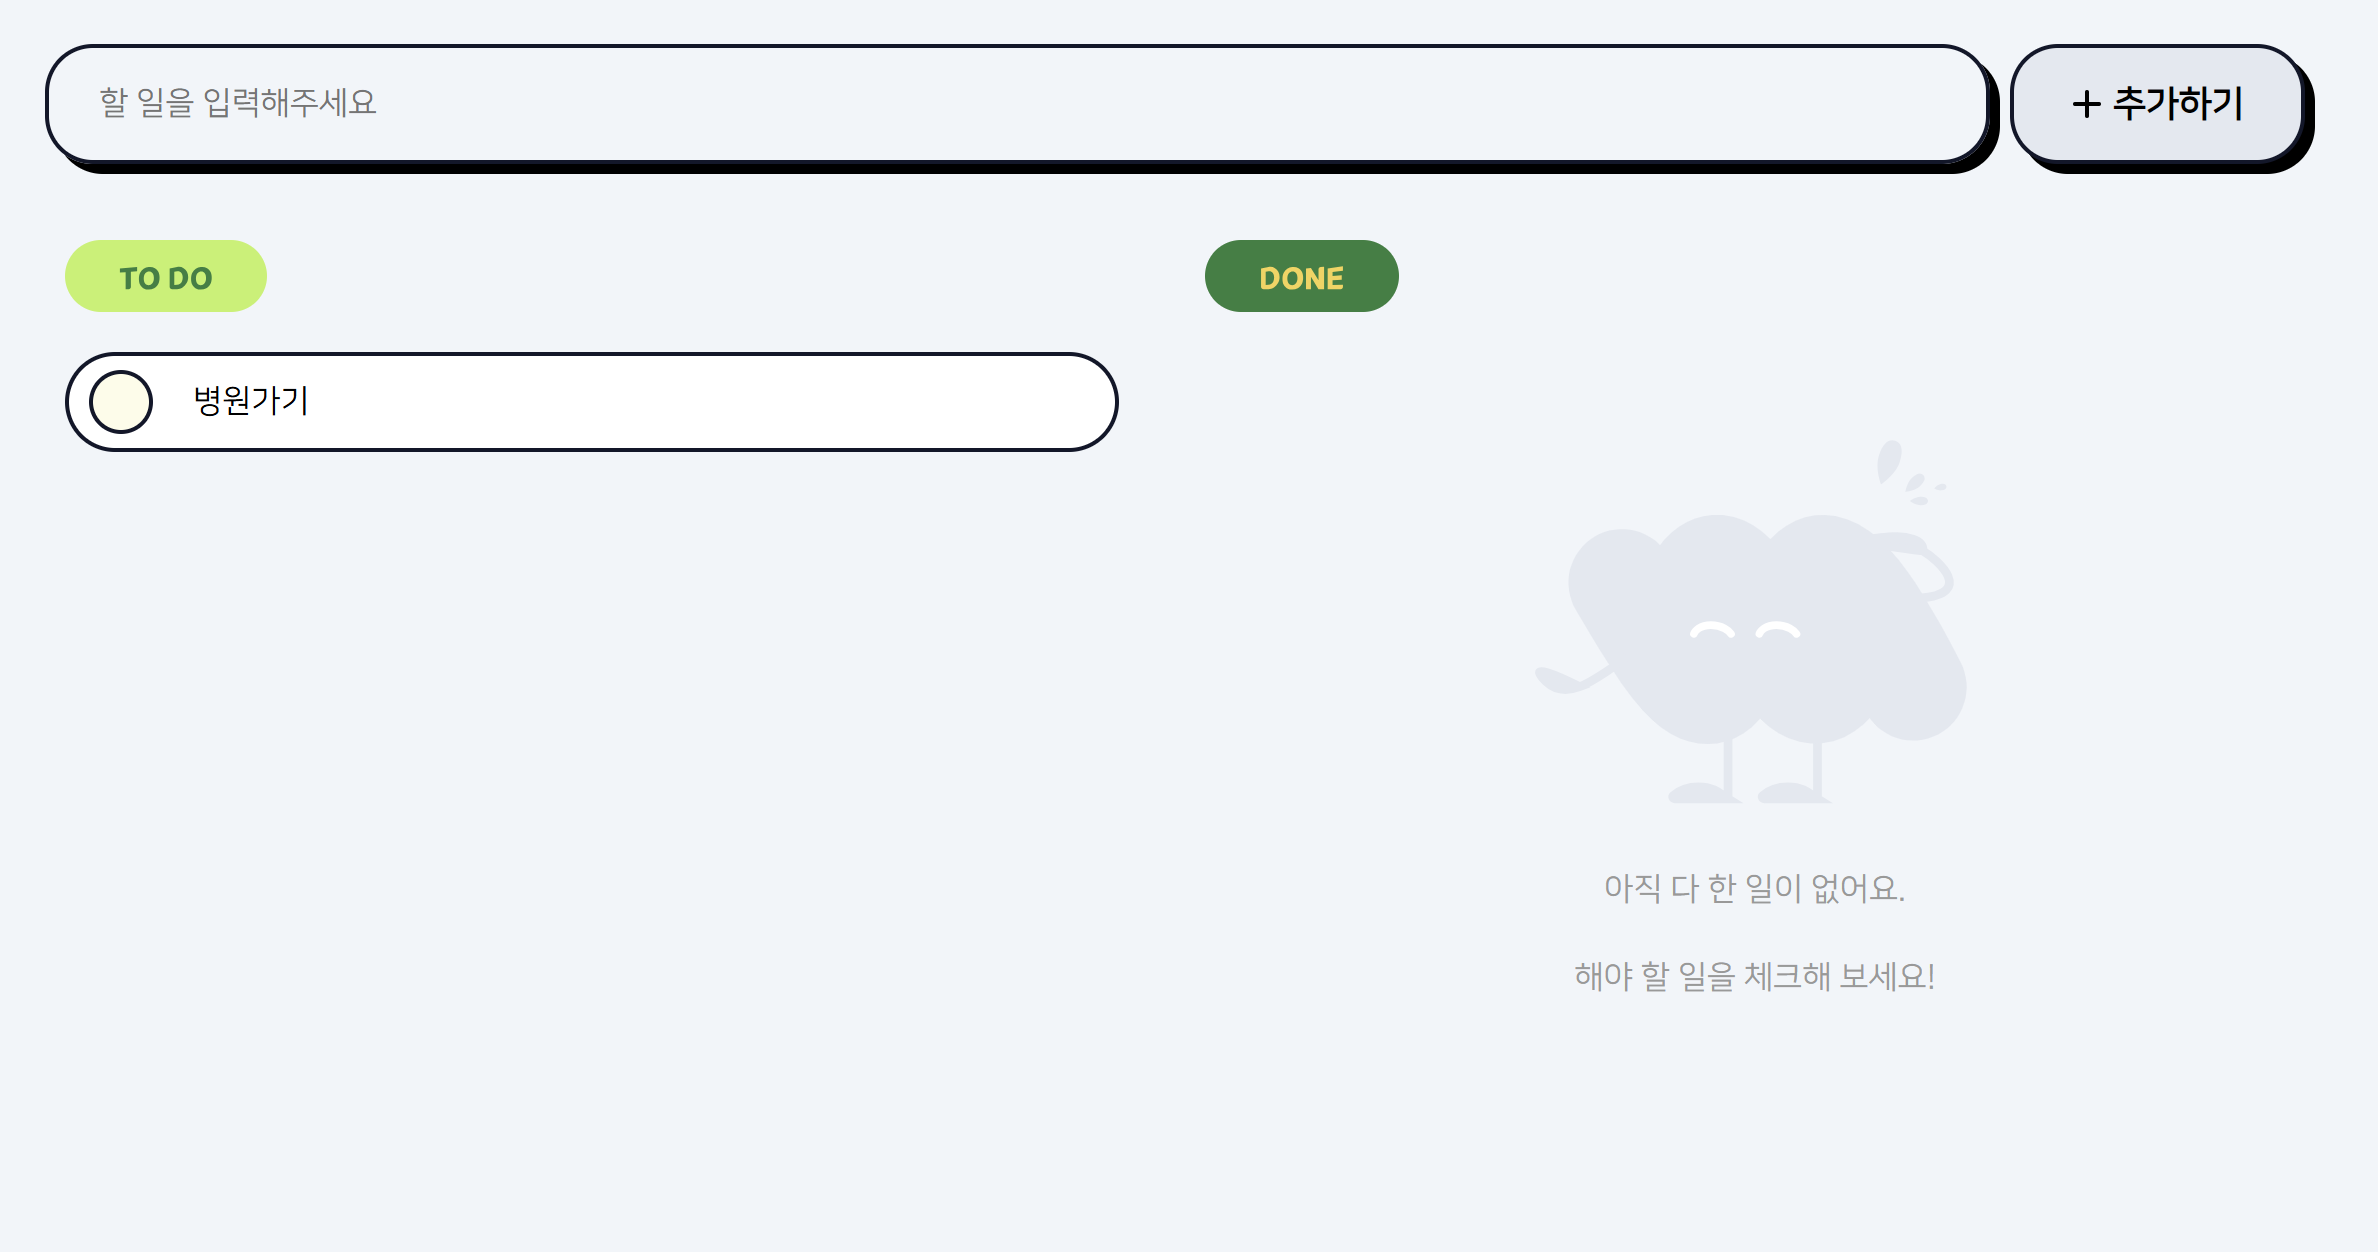 할 일을 입력해주세요
+ 추가하기
TO DO
DONE
병원가기
아직 다 한 일이 없어요.
해야 할 일을 체크해 보세요!